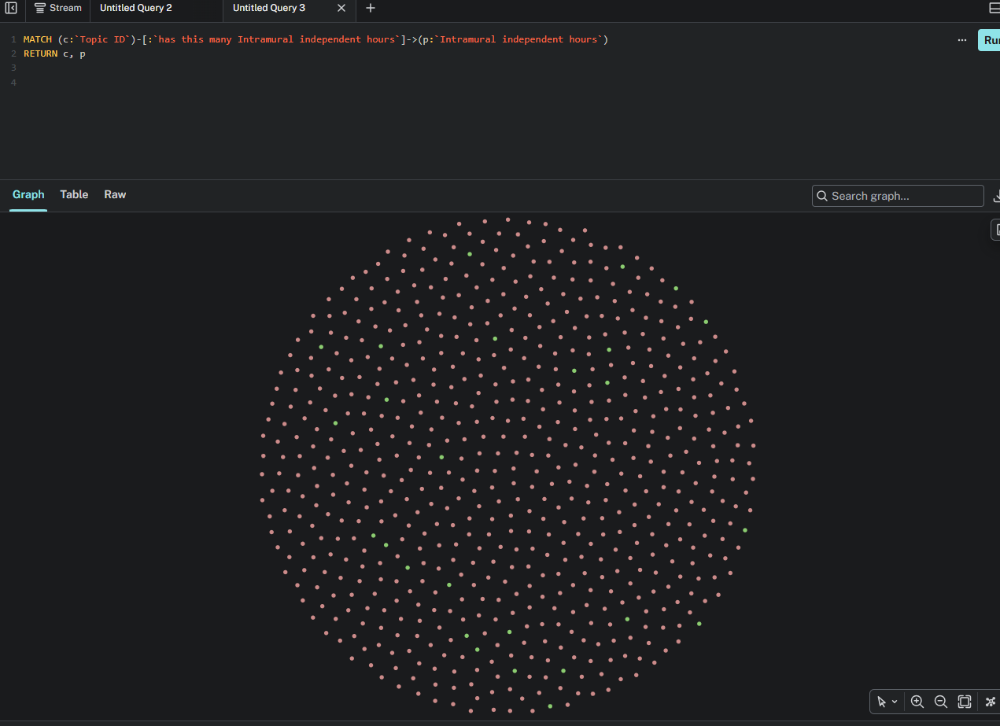 Stream
Untitled Query 2
Untitled Query 3
1 MATCH (c:`Topic ID`)-[:`has this many Intramural independent hours`]->(p:`Intramural independent hours`)
2 RETURN c, p
3
4
Graph
Table
Raw
Search graph...